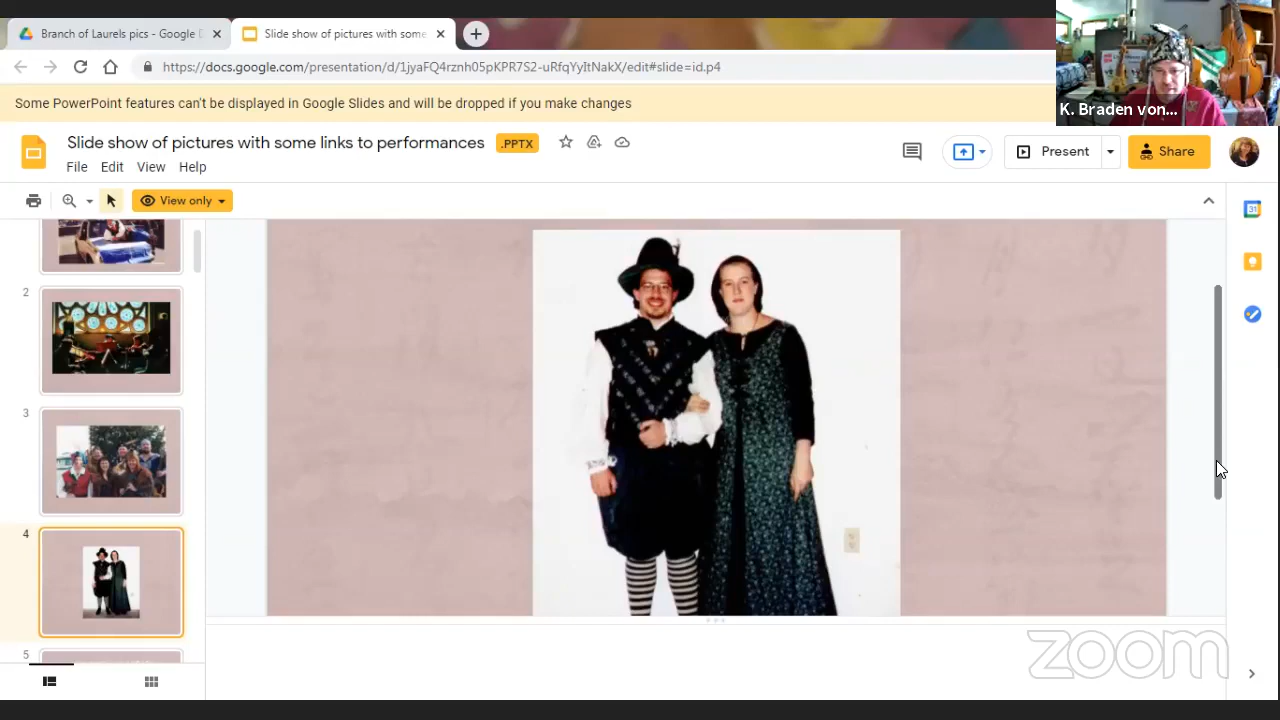 Branch of Laurels pics - Google D
Slide show of pictures with some
https://docs.google.com/presentation/d/1jyaFQ4rznh05pKPR7S2-uRfqYyItNakX/edit#slide=id.p4
Some PowerPoint features can't be displayed in Google Slides and will be dropped if you make changes
K. Braden von...
Slide show of pictures with some links to performances .PPTX
File Edit View Help
Present
Share
View only
31
2
3
4
5
zoom